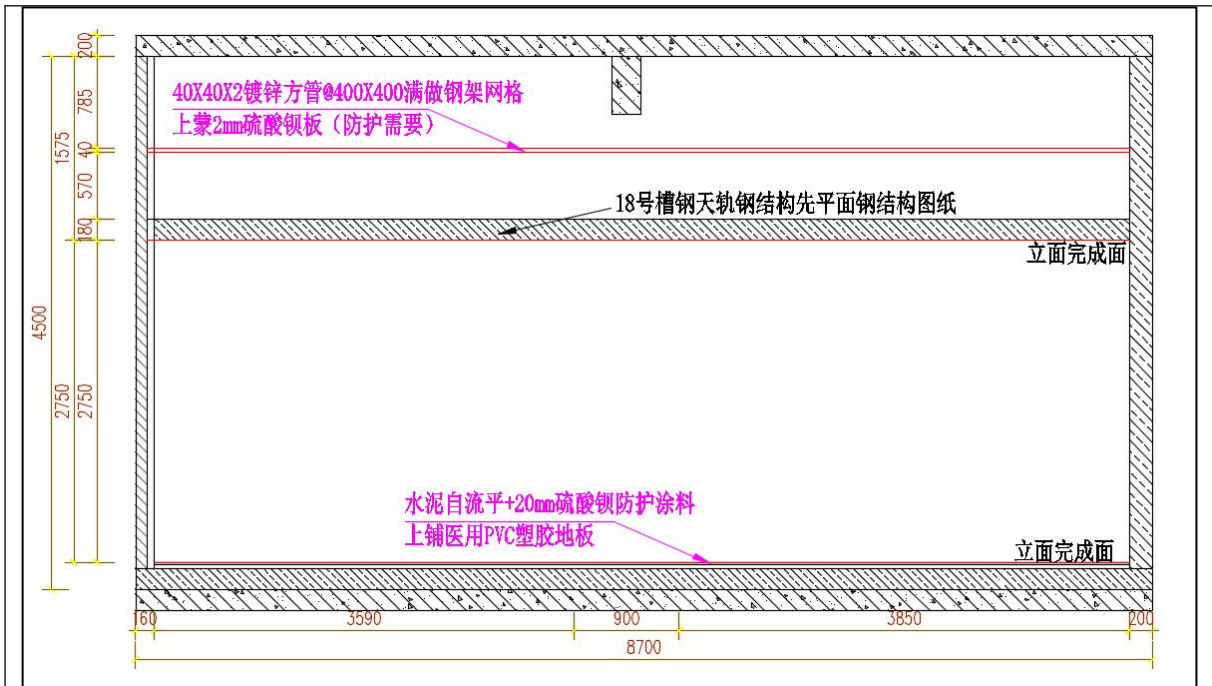 200
785
40X40X2镀锌方管@400X400满做钢架网格
上蒙2mm硫酸钡板（防护需要）
1575
40
570
18号槽钢天轨钢结构先平面钢结构图纸
180
立面完成面
4500
2750
2750
水泥自流平+20mm硫酸钡防护涂料
上铺医用PVC塑胶地板
立面完成面
160
3590
900
3850
200
8700